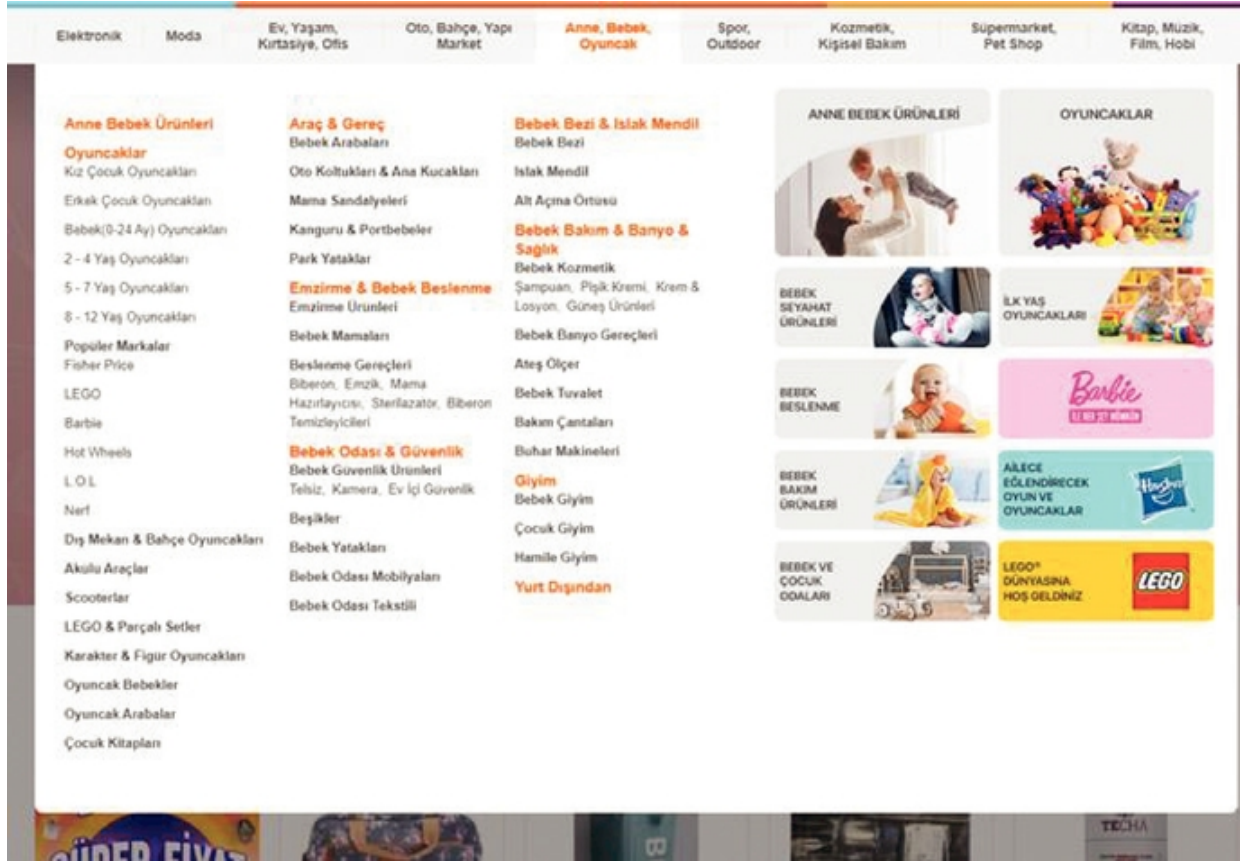 Elektronik
Moda
Ev, Yaşam,
Kırtasiye, Ofis
Oto, Bahçe, Yapı
Market
Anne, Bebek,
Oyuncak
Spor,
Outdoor
Kozmetik,
Kişisel Bakım
Süpermarket,
Pet Shop
Kitap, Müzik,
Film, Hobi
Anne Bebek Ürünleri
Oyuncaklar
Kız Çocuk Oyuncakları
Erkek Çocuk Oyuncakları
Bebek(0-24 Ay) Oyuncakları
2 - 4 Yaş Oyuncakları
5 - 7 Yaş Oyuncakları
8 - 12 Yaş Oyuncakları
Popüler Markalar
Fisher Price
LEGO
Barbie
Hot Wheels
L.O.L
Nerf
Dış Mekan & Bahçe Oyuncakları
Akülü Araçlar
Scooterlar
LEGO & Parçalı Setler
Karakter & Figür Oyuncakları
Oyuncak Bebekler
Oyuncak Arabalar
Çocuk Kitapları
Araç & Gereç
Bebek Arabaları
Oto Koltukları & Ana Kucakları
Mama Sandalyeleri
Kanguru & Portbebeler
Park Yataklar
Emzirme & Bebek Beslenme
Emzirme Ürünleri
Bebek Mamaları
Beslenme Gereçleri
Biberon, Emzik, Mama
Hazırlayıcısı, Sterilazatör, Biberon
Temizleyicileri
Bebek Odası & Güvenlik
Bebek Güvenlik Ürünleri
Telsiz, Kamera, Ev İçi Güvenlik
Beşikler
Bebek Yatakları
Bebek Odası Mobilyaları
Bebek Odası Tekstili
Bebek Bezi & Islak Mendil
Bebek Bezi
Islak Mendil
Alt Açma Örtüsü
Bebek Bakım & Banyo &
Sağlık
Bebek Kozmetik
Şampuan, Pişik Kremi, Krem &
Losyon, Güneş Ürünleri
Bebek Banyo Gereçleri
Ateş Ölçer
Bebek Tuvalet
Bakım Çantaları
Buhar Makineleri
Giyim
Bebek Giyim
Çocuk Giyim
Hamile Giyim
Yurt Dışından
ANNE BEBEK ÜRÜNLERİ
OYUNCAKLAR
BEBEK
SEYAHAT
ÜRÜNLERİ
İLK YAŞ
OYUNCAKLARI
BEBEK
BESLENME
Barbie
İLE HER ŞEY MÜMKÜN
BEBEK
BAKIM
ÜRÜNLERİ
AİLECE
EĞLENDİRECEK
OYUN VE
OYUNCAKLAR
Hasbro
BEBEK VE
ÇOCUK
ODALARI
LEGO®
DÜNYASINA
HOŞ GELDİNİZ
LEGO
SÜPER FİYAT
B
TECHA